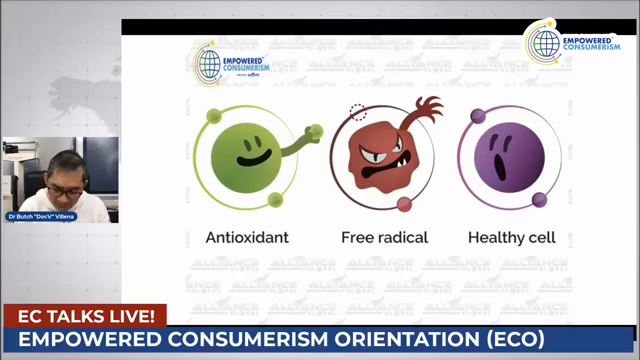 EMPOWERED
CONSUMERISM
EMPOWERED
CONSUMERISM
Antioxidant
Free radical
Healthy cell
Dr Butch "DocV" Villena
ALLIANCE
EC TALKS LIVE!
EMPOWERED CONSUMERISM ORIENTATION (ECO)